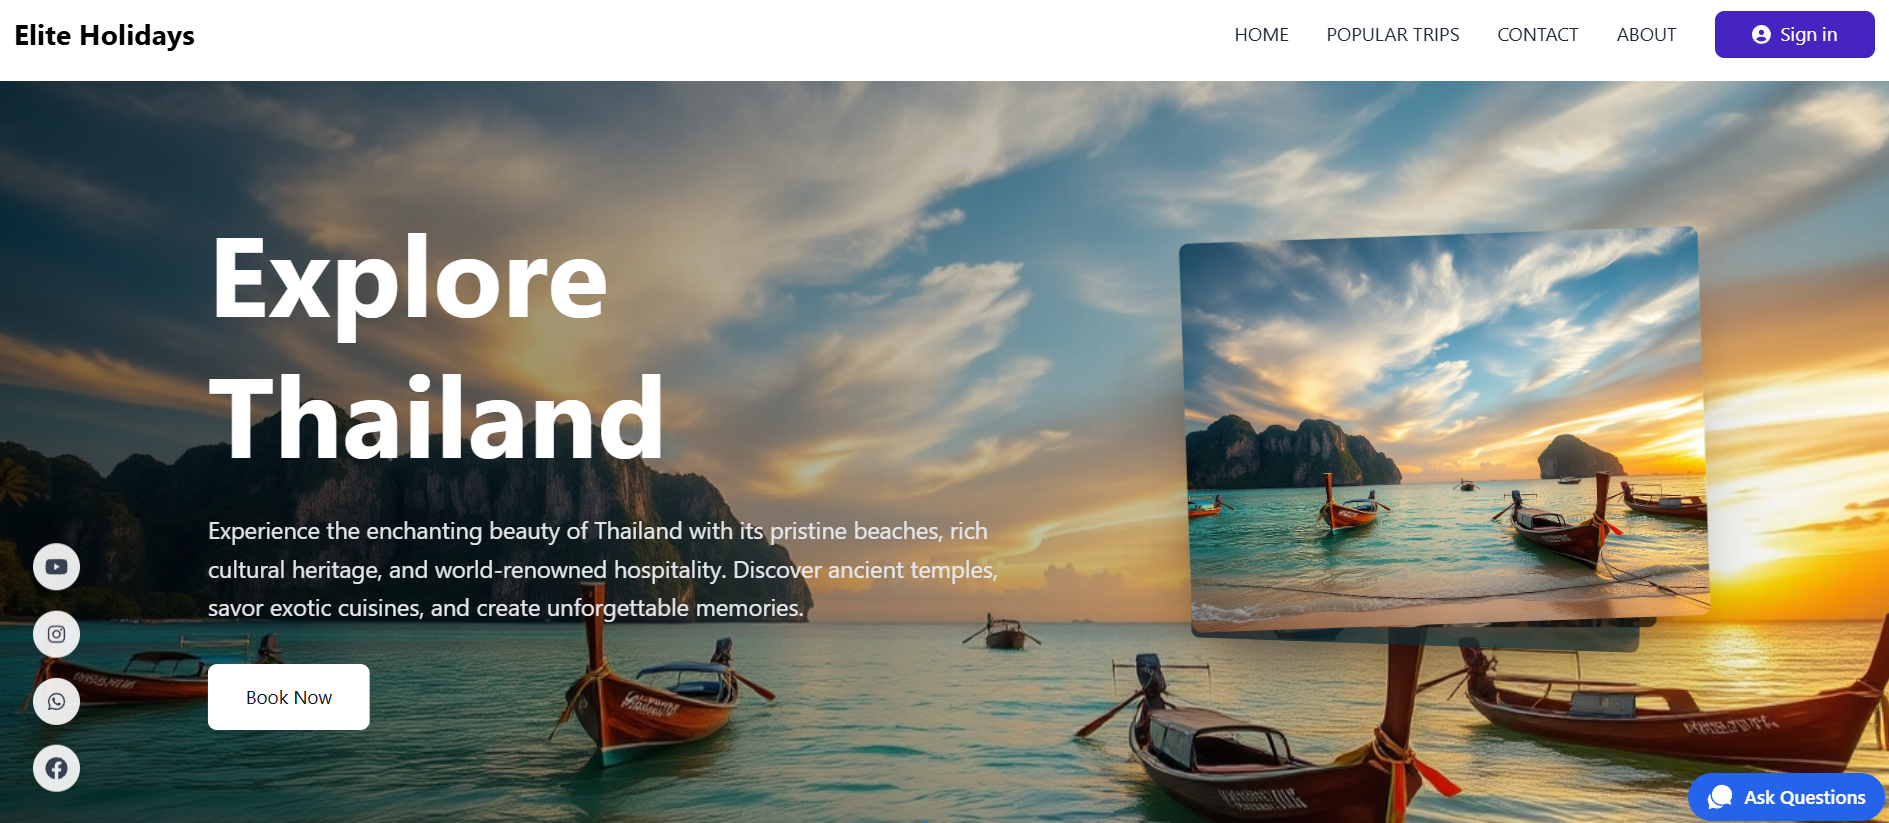 Elite Holidays
HOME
POPULAR TRIPS
CONTACT
ABOUT
Sign in
Explore
Thailand
Experience the enchanting beauty of Thailand with its pristine beaches, rich
cultural heritage, and world-renowned hospitality. Discover ancient temples,
savor exotic cuisines, and create unforgettable memories.
Book Now
Ask Questions